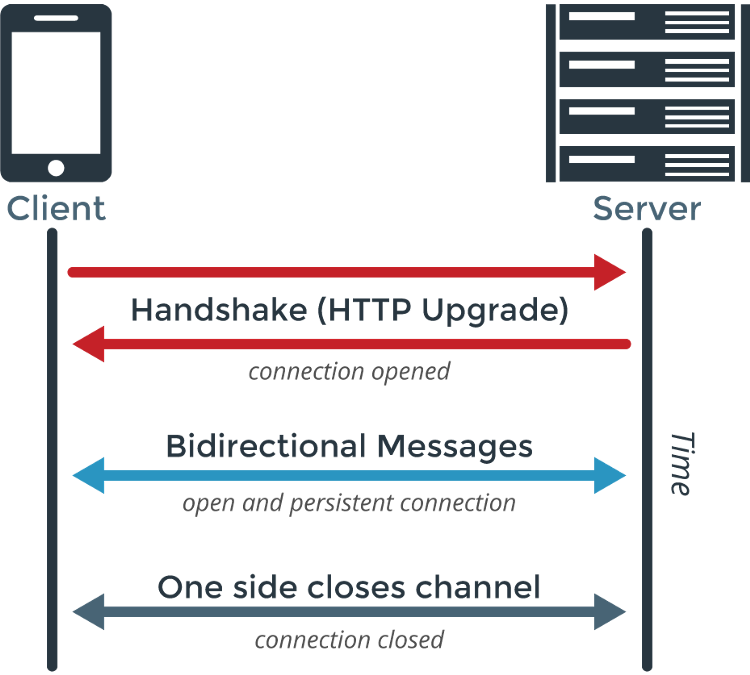 Client
Server
Handshake (HTTP Upgrade)
connection opened
Bidirectional Messages
open and persistent connection
Time
One side closes channel
connection closed